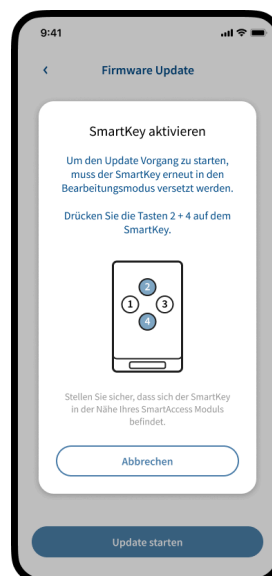 9:41
Firmware Update
SmartKey aktivieren
Um den Update Vorgang zu starten,
muss der SmartKey erneut in den
Bearbeitungsmodus versetzt werden.
Drücken Sie die Tasten 2 + 4 auf dem
SmartKey.
2
1 3
4
Stellen Sie sicher, dass sich der SmartKey
in der Nähe Ihres SmartAccess Moduls
befindet.
Abbrechen
Update starten